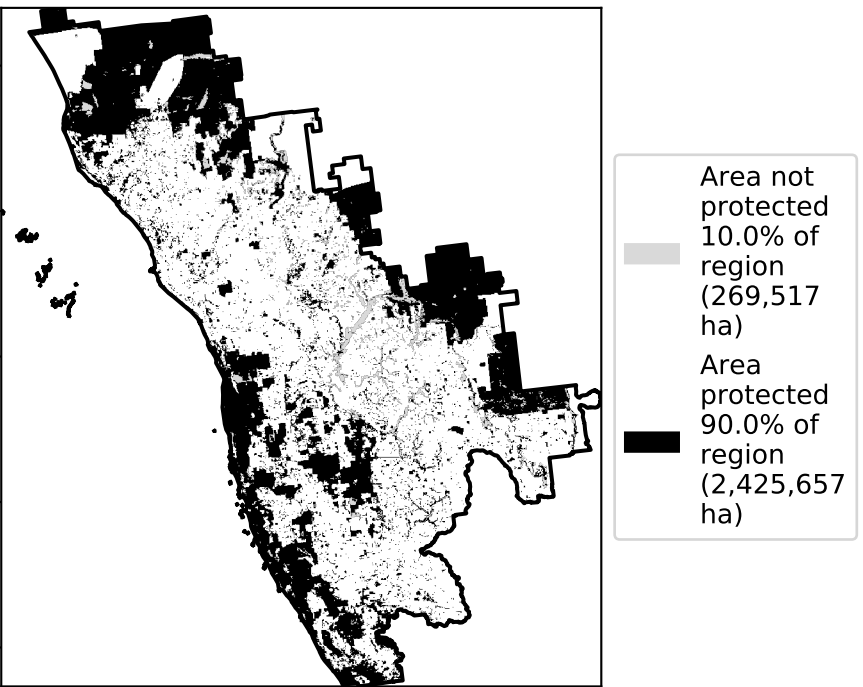 Area not
protected
10.0% of
region
(269,517
ha)
Area
protected
90.0% of
region
(2,425,657
ha)